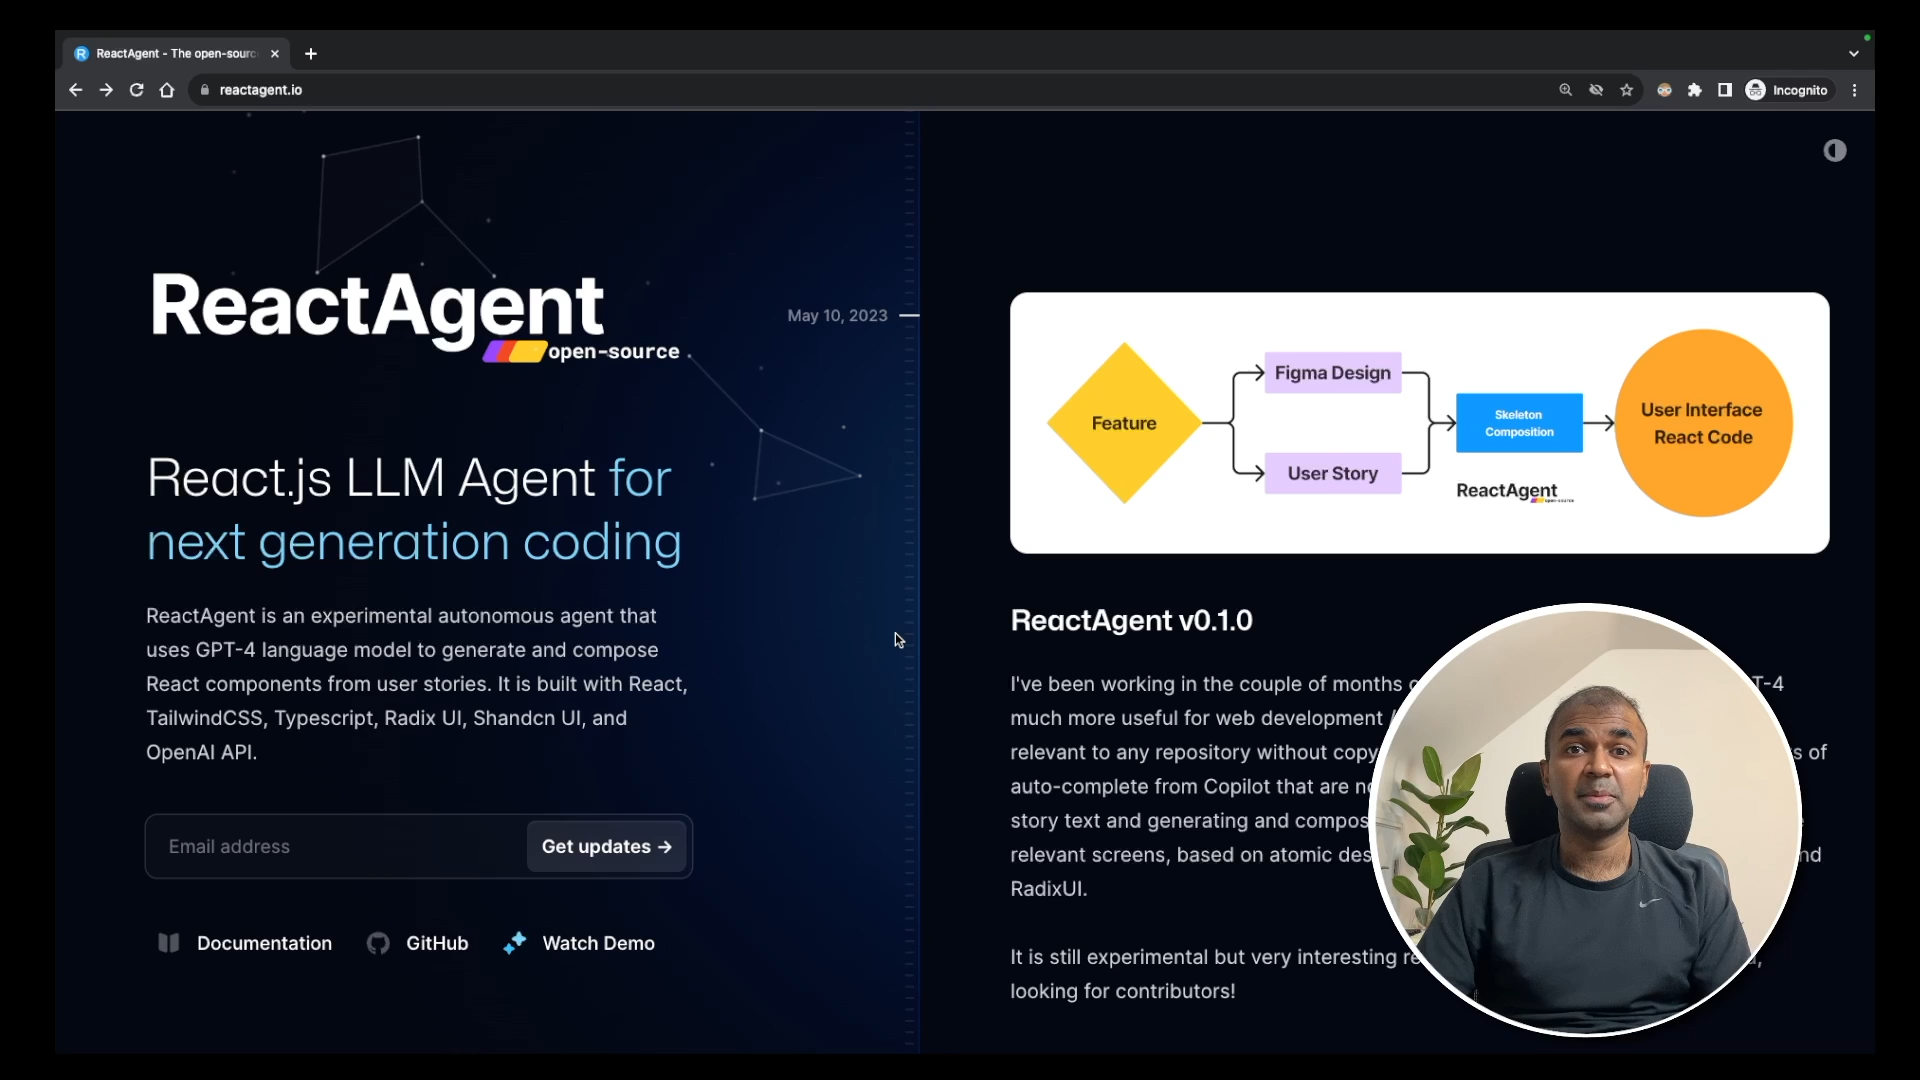 ReactAgent - The open-sourc
reactagent.io
Incognito
ReactAgent
open-source
May 10, 2023
React.js LLM Agent for
next generation coding
ReactAgent is an experimental autonomous agent that
uses GPT-4 language model to generate and compose
React components from user stories. It is built with React,
TailwindCSS, Typescript, Radix UI, Shandcn UI, and
OpenAI API.
Email address
Get updates →
Documentation
GitHub
Watch Demo
Feature
Figma Design
User Story
Skeleton
Composition
ReactAgent
open-source
User Interface
React Code
ReactAgent v0.1.0
I've been working in the couple of months T-4
much more useful for web development
relevant to any repository without copy s of
auto-complete from Copilot that are
story text and generating and compos
relevant screens, based on atomic des nd
RadixUI.
It is still experimental but very interesting
looking for contributors!